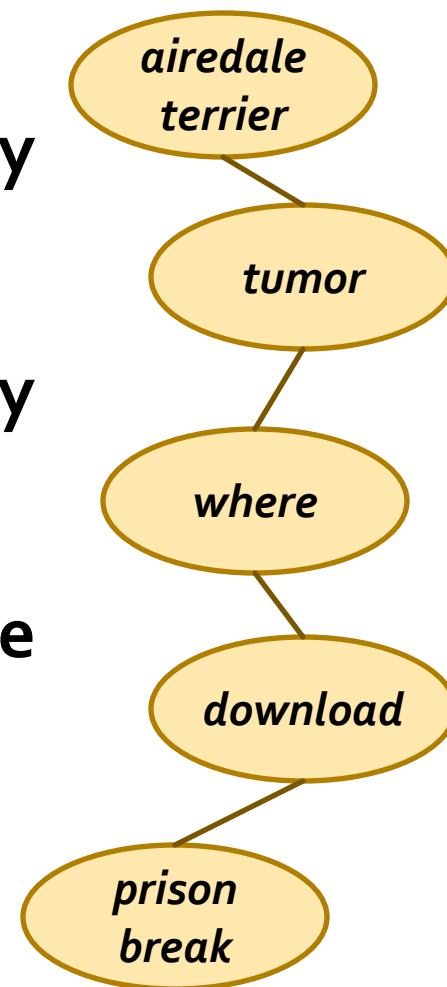 airedale
terrier
y
tumor
y
where
e
download
prison
break